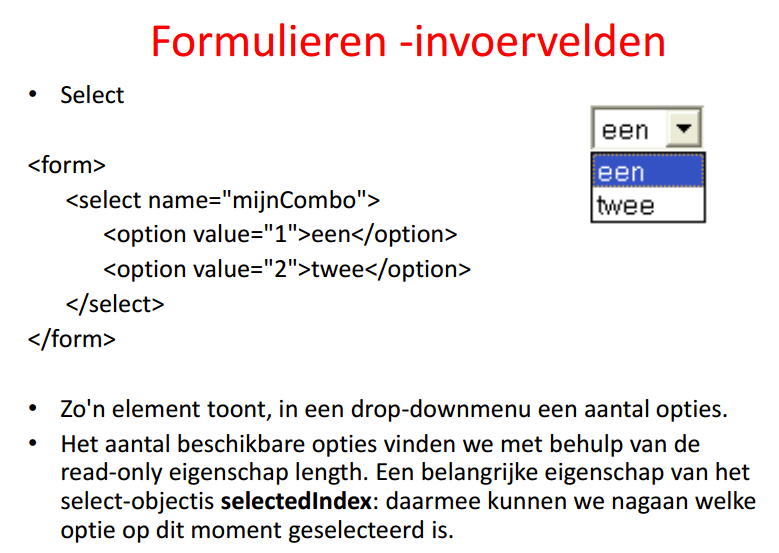 Formulieren -invoervelden
• Select
een
een
twee
<form>
<select name="mijnCombo">
<option value="1">een</option>
<option value="2">twee</option>
</select>
</form>
• Zo'n element toont, in een drop-downmenu een aantal opties.
• Het aantal beschikbare opties vinden we met behulp van de
read-only eigenschap length. Een belangrijke eigenschap van het
select-objectis selectedIndex: daarmee kunnen we nagaan welke
optie op dit moment geselecteerd is.